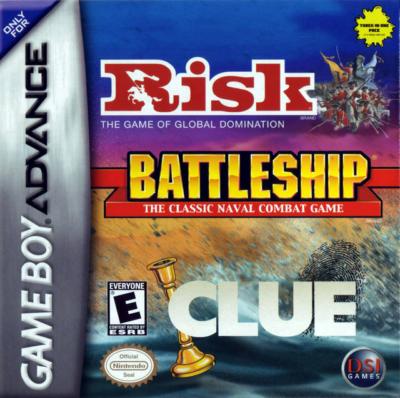 ONLY FOR
GAME BOY ADVANCE
THREE-IN-ONE
PACK
Risk
BRAND
THE GAME OF GLOBAL DOMINATION
BATTLESHIP
THE CLASSIC NAVAL COMBAT GAME
CLUE
EVERYONE
E
CONTENT RATED BY
ESRB
Official
Nintendo
Seal
DSI
GAMES